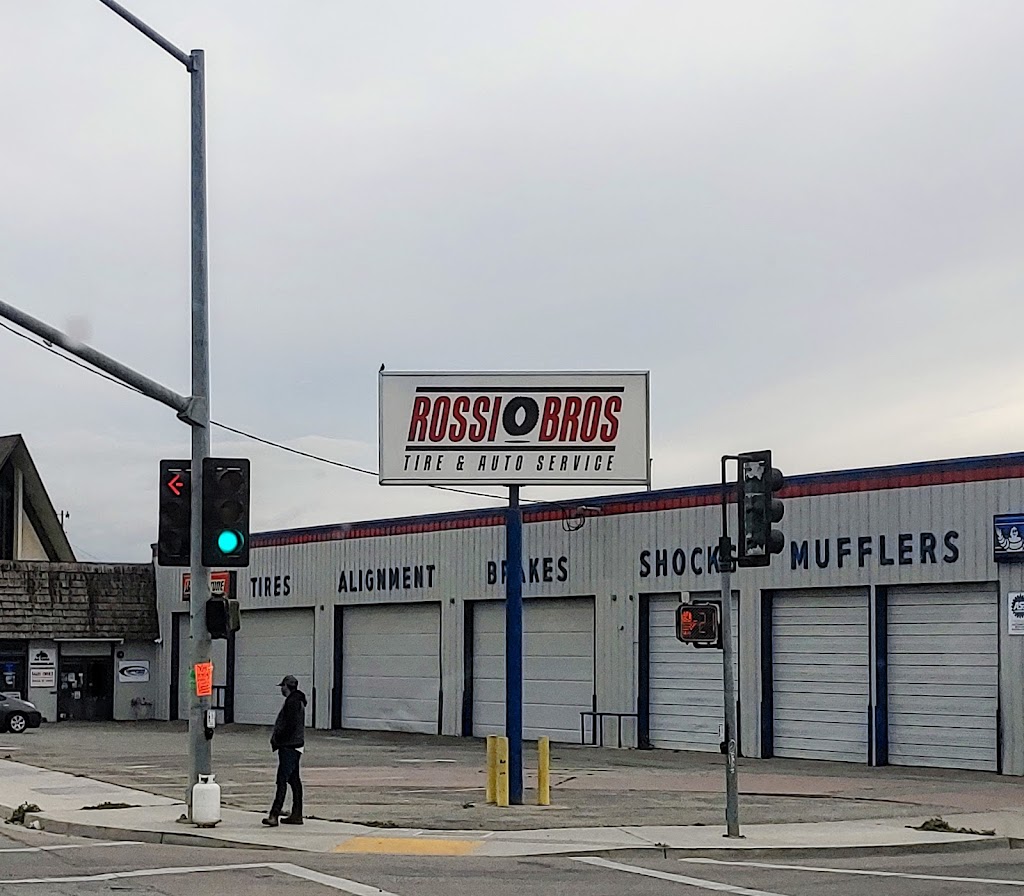 ROSSI BROS
TIRE & AUTO SERVICE
TIRES
ALIGNMENT
BRAKES
SHOCKS
MUFFLERS